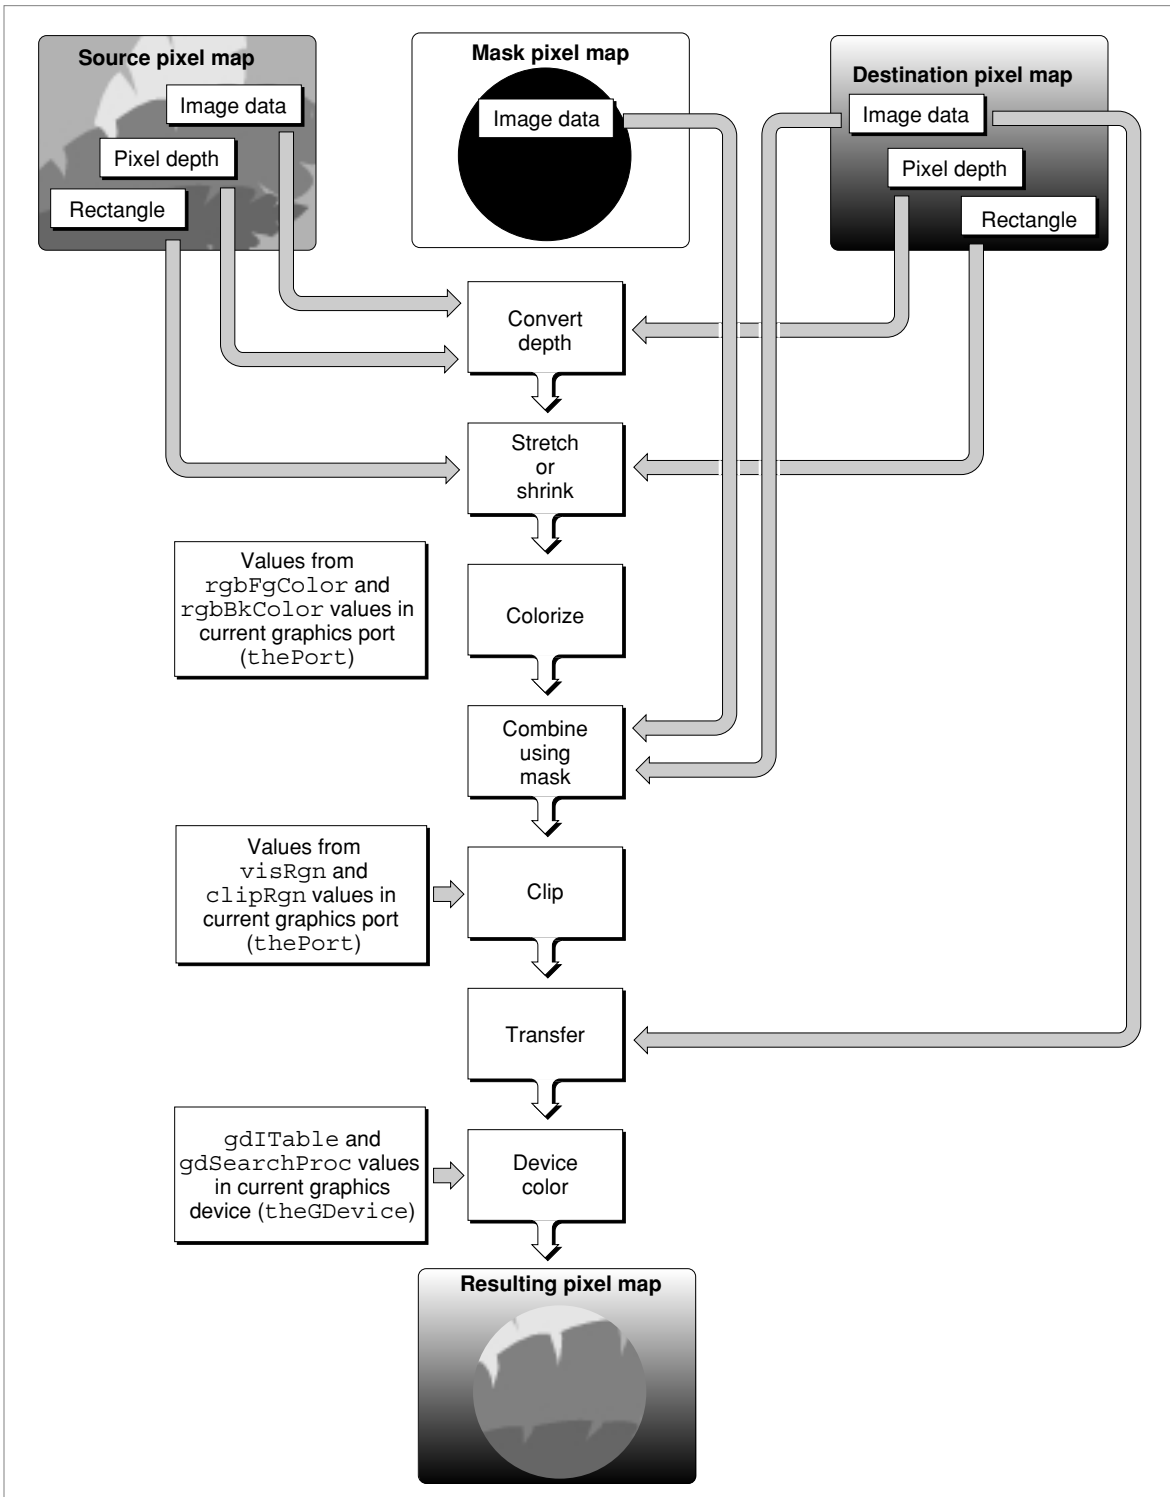 Source pixel map
Image data
Pixel depth
Rectangle
Mask pixel map
Image data
Destination pixel map
Image data
Pixel depth
Rectangle
Convert
depth
Stretch
or
shrink
Values from
rgbFgColor and
rgbBkColor values in
current graphics port
(thePort)
Colorize
Combine
using
mask
Values from
visRgn and
clipRgn values in
current graphics port
(thePort)
Clip
Transfer
gdITable and
gdSearchProc values
in current graphics
device (theGDevice)
Device
color
Resulting pixel map